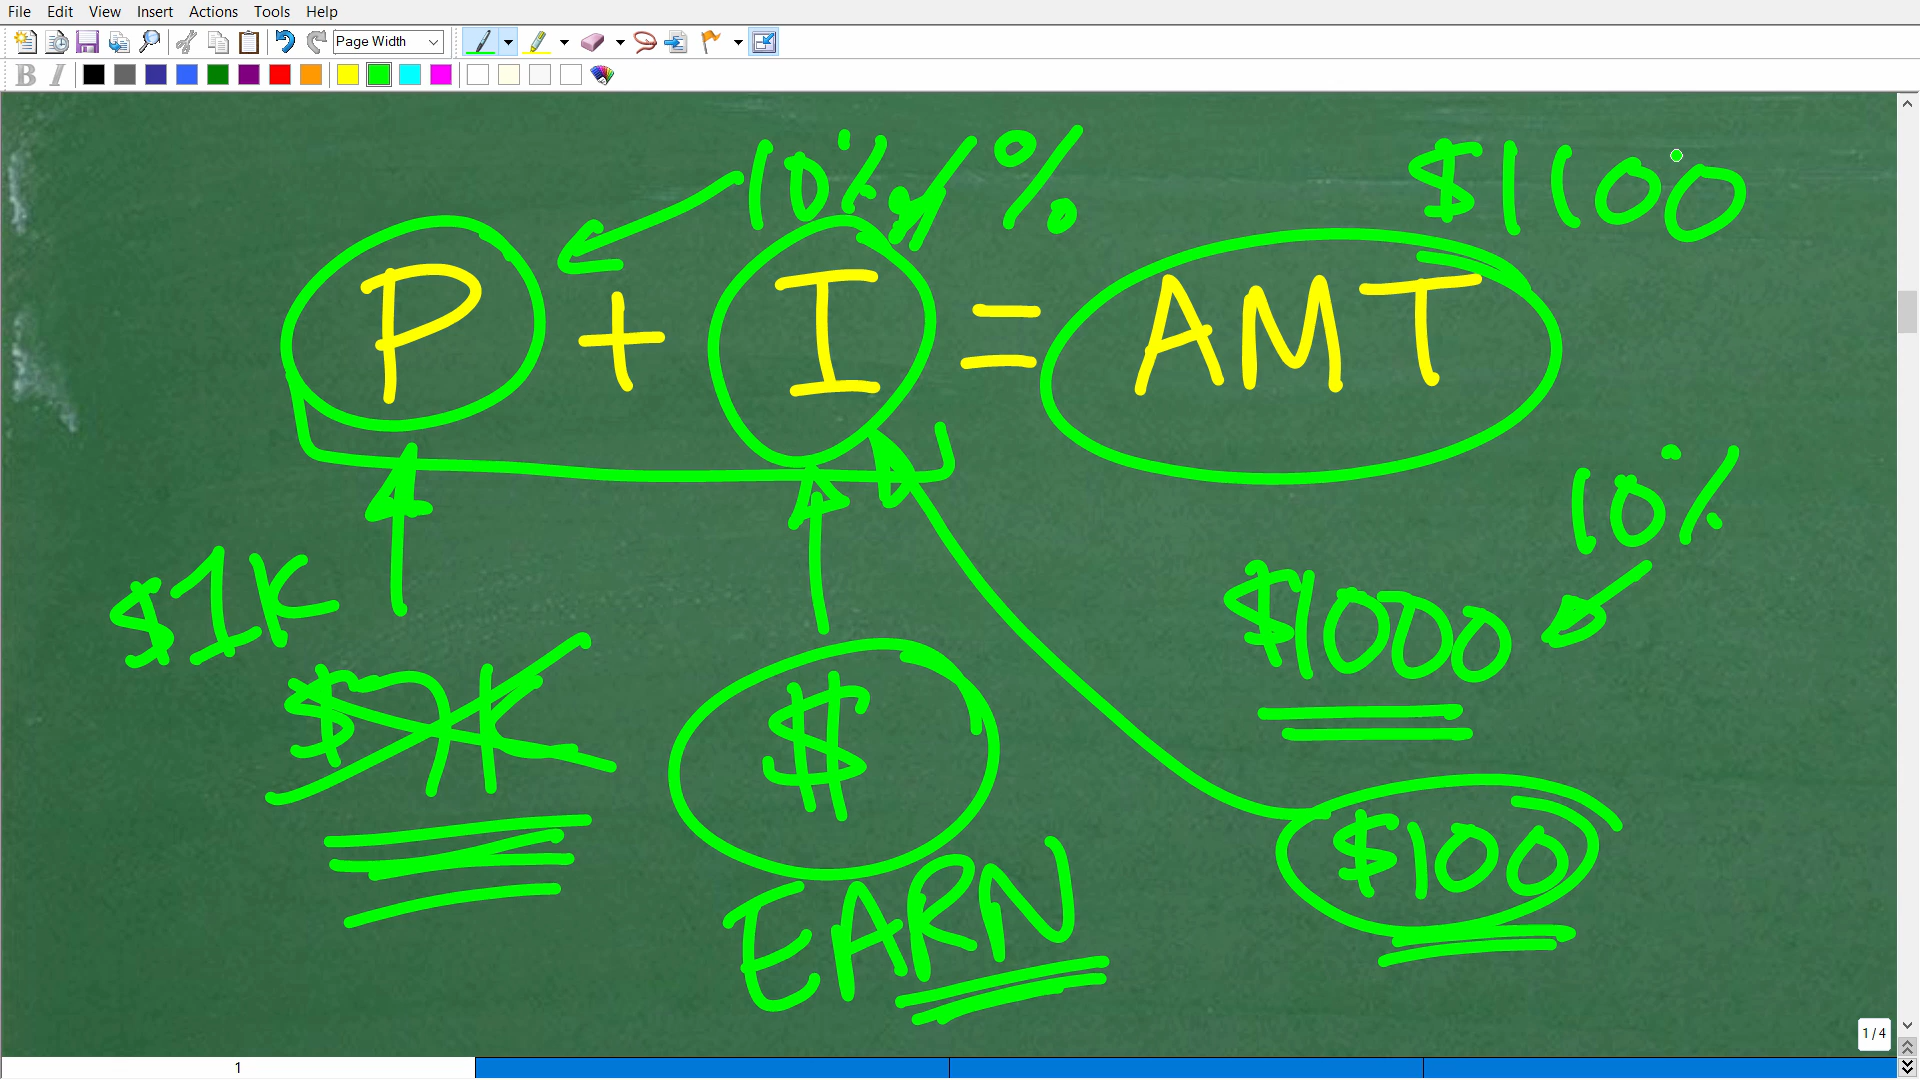 File Edit View Insert Actions Tools Help
Page Width
B I
10% %
$1100
P + I = AMT
10%
$1K
$1000
$
$100
EARN
1 / 4
1